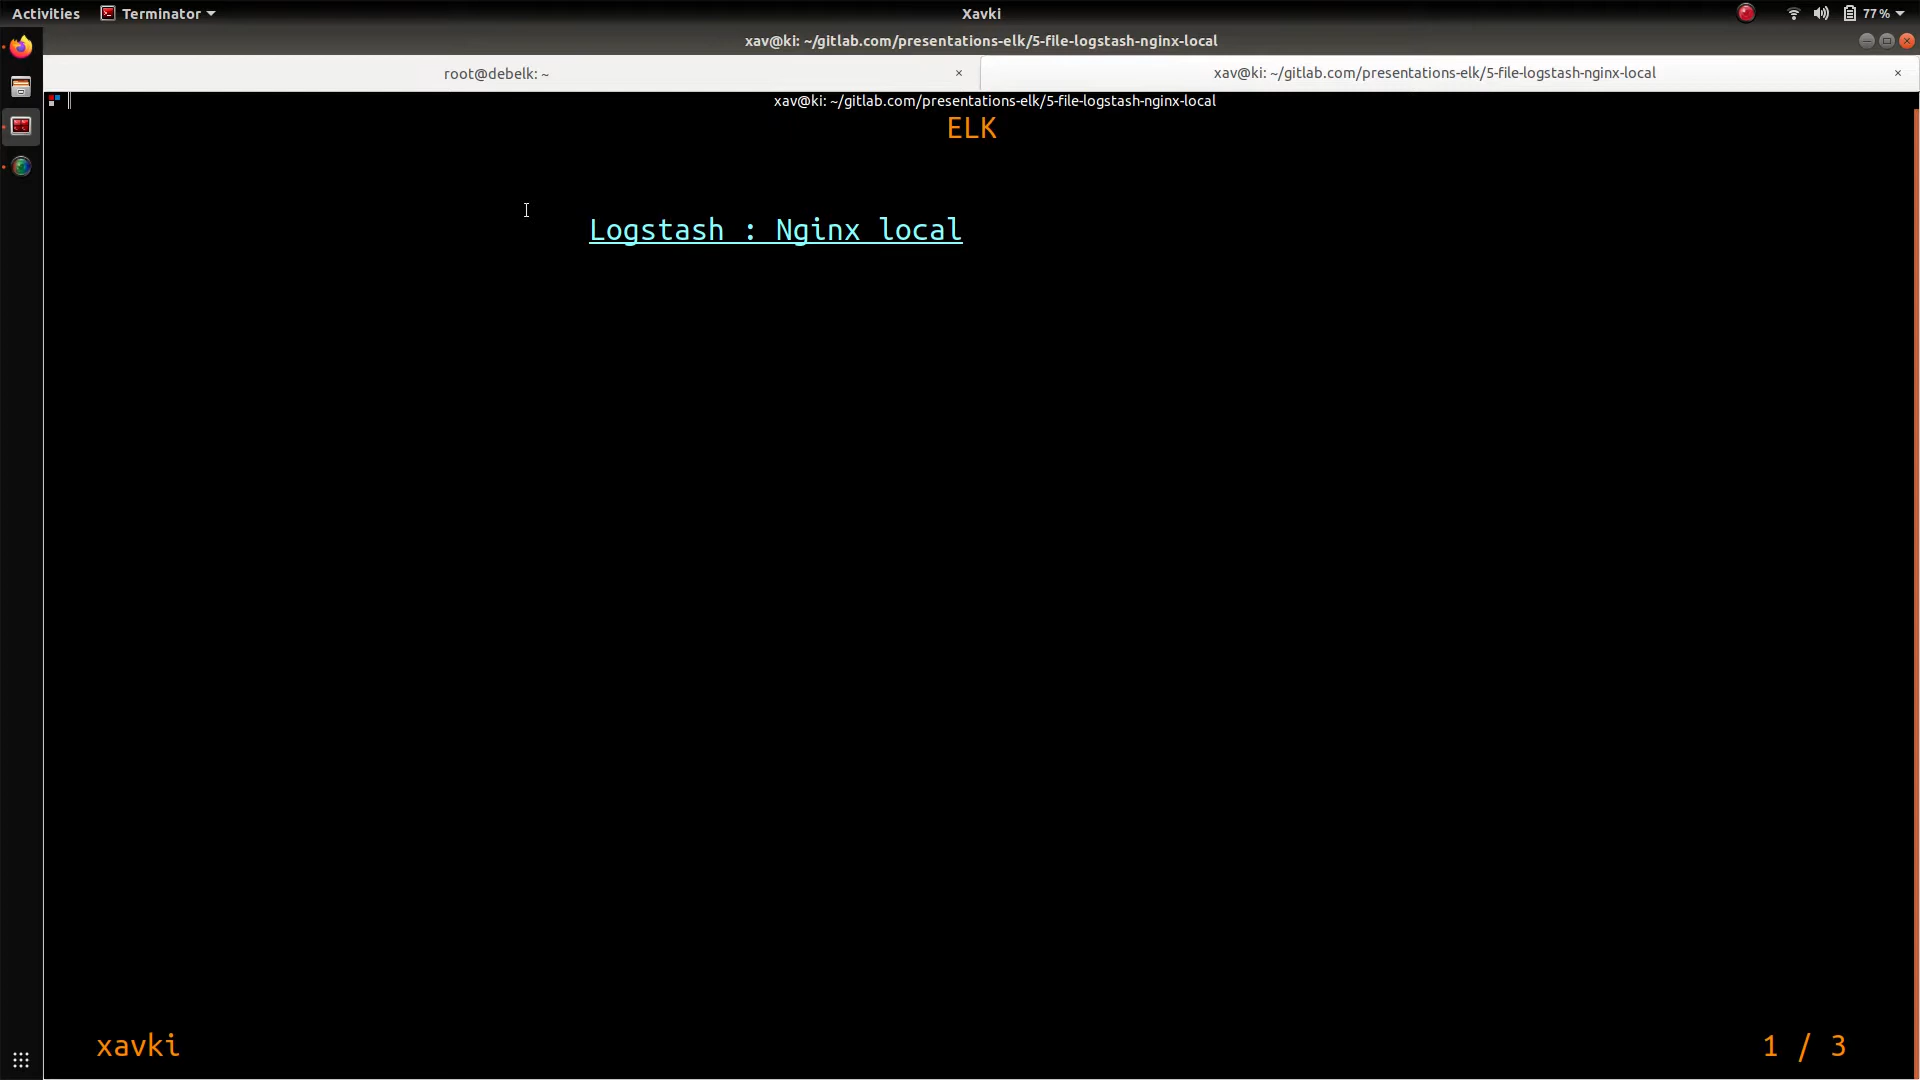 Activities Terminator Xavki 77%
xav@ki: ~/gitlab.com/presentations-elk/5-file-logstash-nginx-local
root@debelk: ~ × xav@ki: ~/gitlab.com/presentations-elk/5-file-logstash-nginx-local ×
xav@ki: ~/gitlab.com/presentations-elk/5-file-logstash-nginx-local
ELK
Logstash : Nginx local
xavki 1 / 3